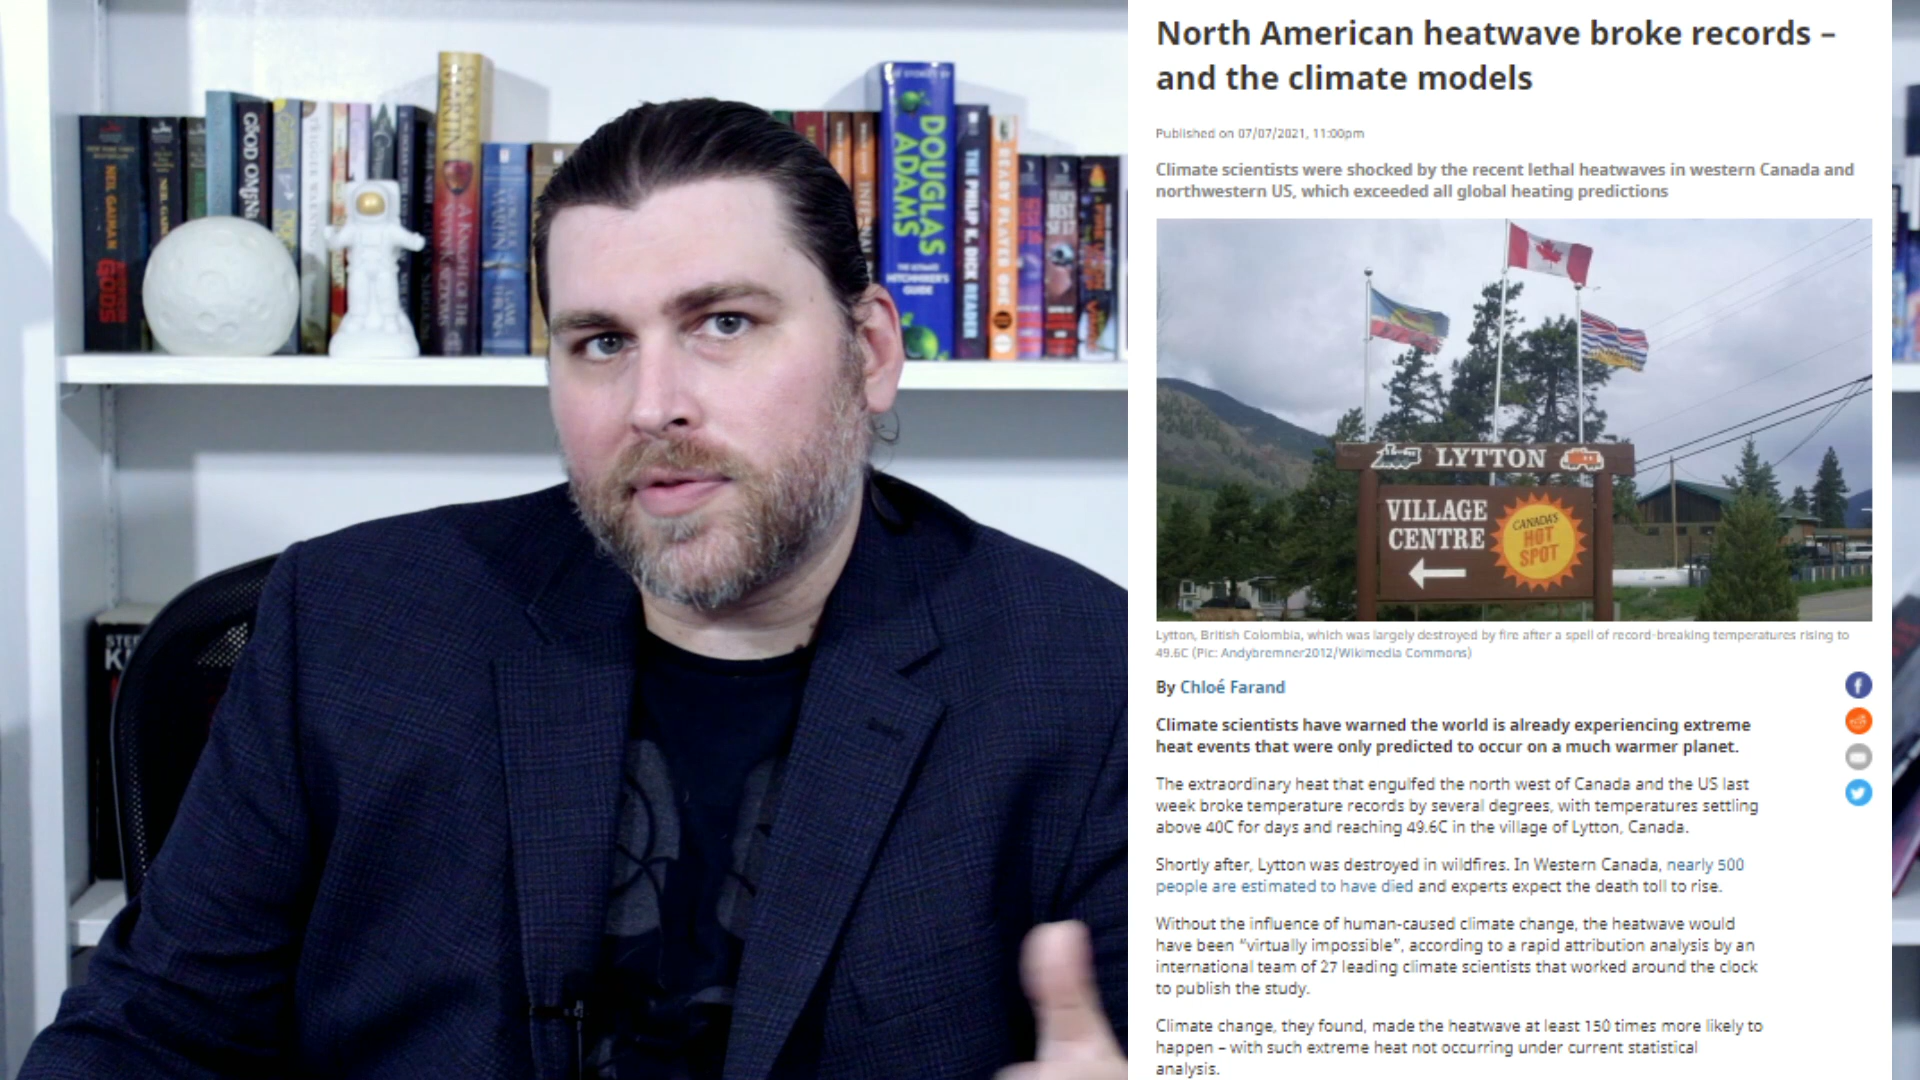 NEIL GAIMAN
GODS
GOOD OMENS
DOUGLAS
ADAMS
THE ULTIMATE
HITCHHIKER'S
GUIDE
THE PHILIP K. DICK READER
READY PLAYER ONE
North American heatwave broke records –
and the climate models
Published on 07/07/2021, 11:00pm
Climate scientists were shocked by the recent lethal heatwaves in western Canada and
northwestern US, which exceeded all global heating predictions
LYTTON
VILLAGE
CENTRE
CANADA'S
HOT
SPOT
Lytton, British Colombia, which was largely destroyed by fire after a spell of record-breaking temperatures rising to
49.6C (Pic: Andybremner2012/Wikimedia Commons)
By Chloé Farand
Climate scientists have warned the world is already experiencing extreme
heat events that were only predicted to occur on a much warmer planet.
The extraordinary heat that engulfed the north west of Canada and the US last
week broke temperature records by several degrees, with temperatures settling
above 40C for days and reaching 49.6C in the village of Lytton, Canada.
Shortly after, Lytton was destroyed in wildfires. In Western Canada, nearly 500
people are estimated to have died and experts expect the death toll to rise.
Without the influence of human-caused climate change, the heatwave would
have been “virtually impossible”, according to a rapid attribution analysis by an
international team of 27 leading climate scientists that worked around the clock
to publish the study.
Climate change, they found, made the heatwave at least 150 times more likely to
happen – with such extreme heat not occurring under current statistical
analysis.